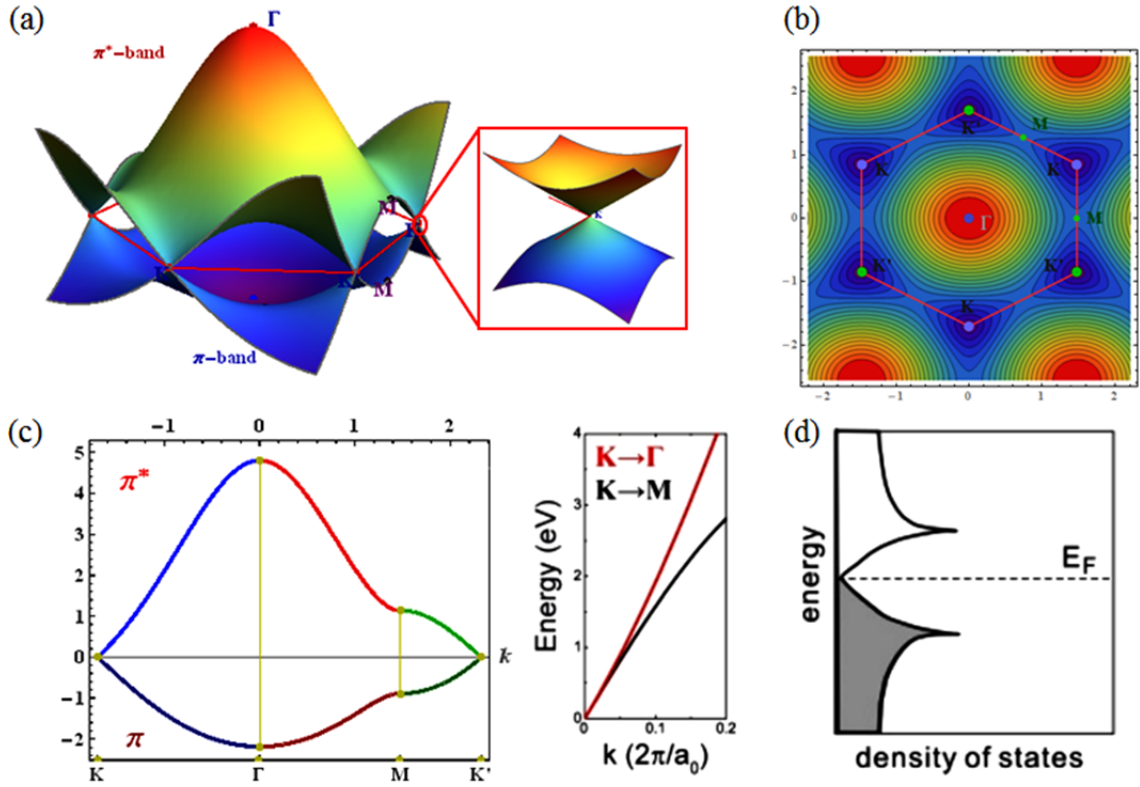 (a)
Γ
π*-band
M
K
K
K
M
π-band
K
(b)
2
1
0
-1
-2
-2
-1
0
1
2
K'
M
K
K
Γ
M
K'
K'
K
(c)
-1
0
1
2
5
4
3
2
1
0
-1
-2
π*
π
k
K
Γ
M
K'
4
3
2
1
0
Energy (eV)
K→Γ
K→M
0
0.1
0.2
k (2π/a₀)
(d)
energy
E_F
density of states